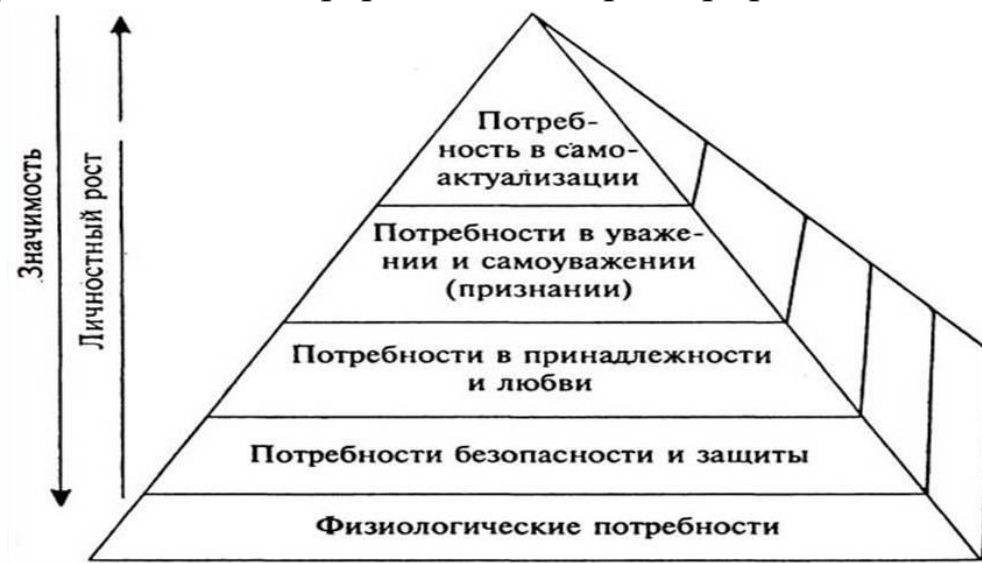 Значимость
Личностный рост
Потреб-
ность в само-
актуализации
Потребности в уваже-
нии и самоуважении
(признании)
Потребности в принадлежности
и любви
Потребности безопасности и защиты
Физиологические потребности